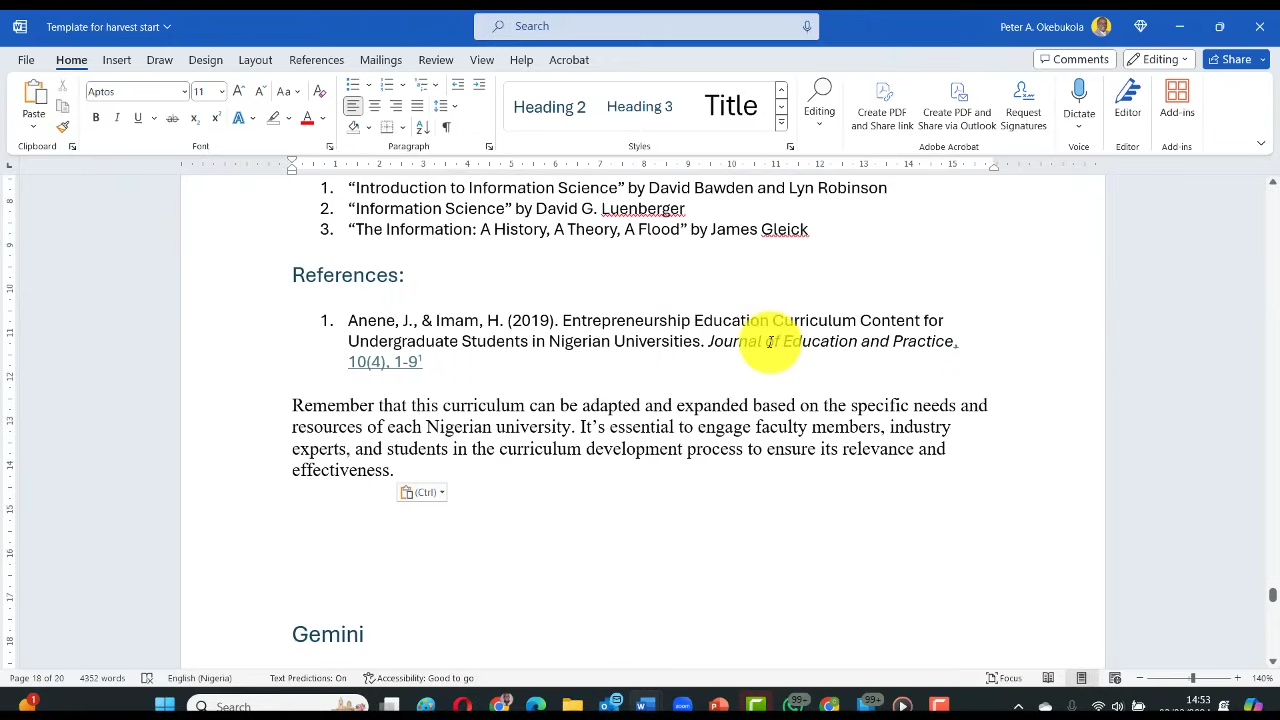 Template for harvest start
Search
Peter A. Okebukola
File Home Insert Draw Design Layout References Mailings Review View Help Acrobat
Comments Editing Share
Aptos 11
Paste
Heading 2 Heading 3 Title
Editing
Create PDF and Share link
Create PDF and Share via Outlook
Request Signatures
Dictate
Editor
Add-ins
Clipboard Font Paragraph Styles Adobe Acrobat Voice Editor Add-ins
1. “Introduction to Information Science” by David Bawden and Lyn Robinson
2. “Information Science” by David G. Luenberger
3. “The Information: A History, A Theory, A Flood” by James Gleick
References:
1. Anene, J., & Imam, H. (2019). Entrepreneurship Education Curriculum Content for
Undergraduate Students in Nigerian Universities. Journal of Education and Practice,
10(4), 1-9¹
Remember that this curriculum can be adapted and expanded based on the specific needs and
resources of each Nigerian university. It’s essential to engage faculty members, industry
experts, and students in the curriculum development process to ensure its relevance and
effectiveness.
(Ctrl)
Gemini
Page 18 of 20 4352 words English (Nigeria) Text Predictions: On Accessibility: Good to go Focus 140%
Search
14:53